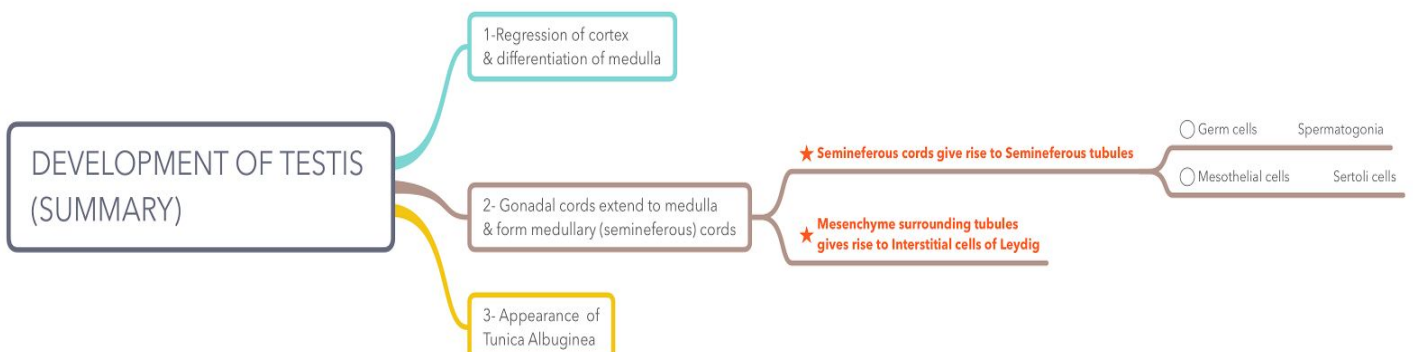 DEVELOPMENT OF TESTIS
(SUMMARY)
1-Regression of cortex
& differentiation of medulla
2- Gonadal cords extend to medulla
& form medullary (semineferous) cords
★ Semineferous cords give rise to Semineferous tubules
Germ cells Spermatogonia
Mesothelial cells Sertoli cells
★ Mesenchyme surrounding tubules
gives rise to Interstitial cells of Leydig
3- Appearance of
Tunica Albuginea